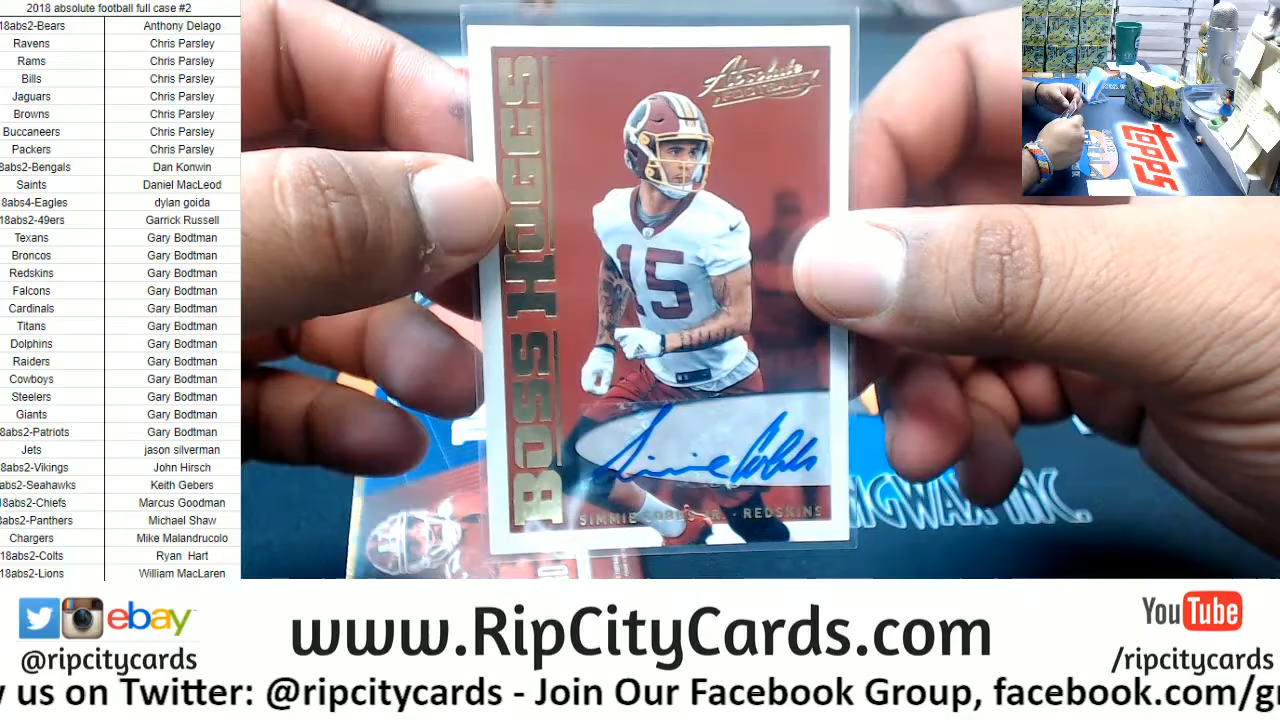 2018 absolute football full case #2
18abs2-Bears Anthony Delago
Ravens Chris Parsley
Rams Chris Parsley
Bills Chris Parsley
Jaguars Chris Parsley
Browns Chris Parsley
Buccaneers Chris Parsley
Packers Chris Parsley
8abs2-Bengals Dan Konwin
Saints Daniel MacLeod
8abs4-Eagles dylan goida
18abs2-49ers Garrick Russell
Texans Gary Bodtman
Broncos Gary Bodtman
Redskins Gary Bodtman
Falcons Gary Bodtman
Cardinals Gary Bodtman
Titans Gary Bodtman
Dolphins Gary Bodtman
Raiders Gary Bodtman
Cowboys Gary Bodtman
Steelers Gary Bodtman
Giants Gary Bodtman
8abs2-Patriots Gary Bodtman
Jets jason silverman
8abs2-Vikings John Hirsch
abs2-Seahawks Keith Gebers
8abs2-Chiefs Marcus Goodman
abs2-Panthers Michael Shaw
Chargers Mike Malandrucolo
18abs2-Colts Ryan Hart
18abs2-Lions William MacLaren
Absolute
FOOTBALL
BOSS HOGGS
15
Simmie Cobbs
SIMMIE COBBS JR. - REDSKINS
IGWAX INC.
TOPPS
ebay
@ripcitycards
www.RipCityCards.com
YouTube
/ripcitycards
w us on Twitter: @ripcitycards - Join Our Facebook Group, facebook.com/gr